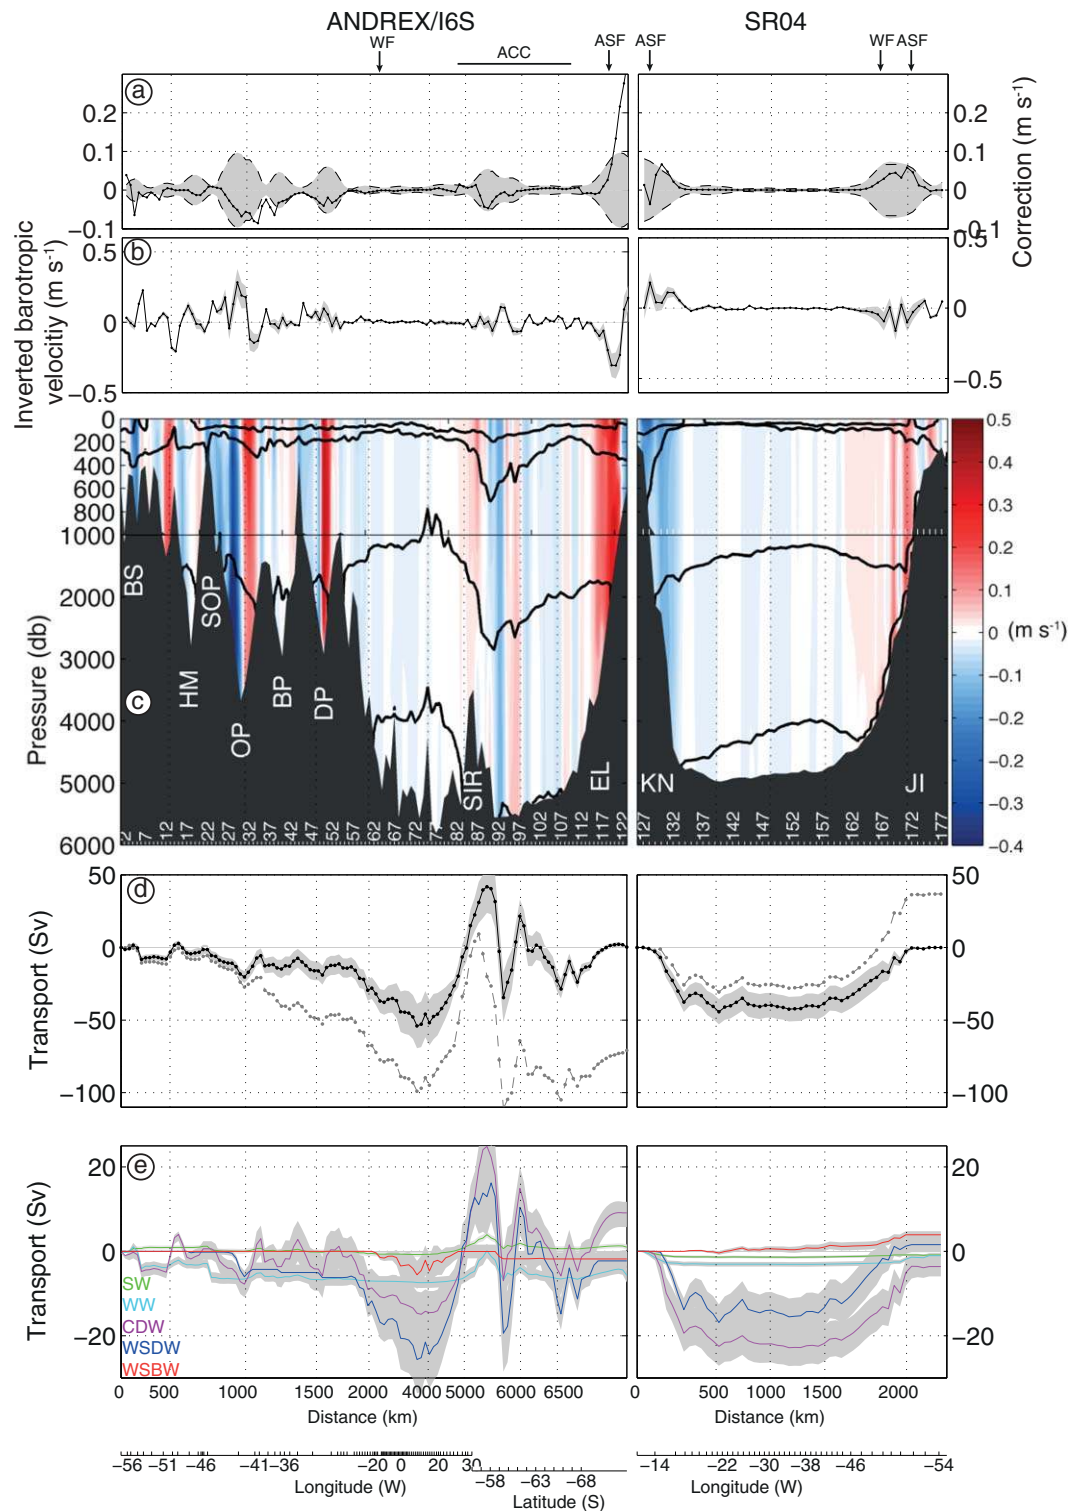 ANDREX/I6S SR04
WF ACC ASF ASF WF ASF
a
0.2 0.2
0.1 0.1
0 0
−0.1 −0.1
Correction (m s⁻¹)
b
0.5 0.5
0 0
−0.5 −0.5
Inverted barotropic
velocitiy (m s⁻¹)
c
0
200
400
600
800
1000
2000
3000
4000
5000
6000
Pressure (db)
BS HM SOP OP BP DP SIR EL KN JI
2 7 12 17 22 27 32 37 42 47 52 57 62 67 72 77 82 87 92 97 102 107 112 117 122
127 132 137 142 147 152 157 162 167 172 177
0.5
0.4
0.3
0.2
0.1
0 (m s⁻¹)
−0.1
−0.2
−0.3
−0.4
d
50 50
0 0
−50 −50
−100 −100
Transport (Sv)
e
20 20
0 0
−20 −20
Transport (Sv)
SW
WW
CDW
WSDW
WSBW
0 500 1000 1500 2000 4000 5000 6000 6500 0 500 1000 1500 2000
Distance (km) Distance (km)
−56 −51 −46 −41 −36 −20 0 20 30 −14 −22 −30 −38 −46 −54
Longitude (W) Longitude (W)
−58 −63 −68
Latitude (S)